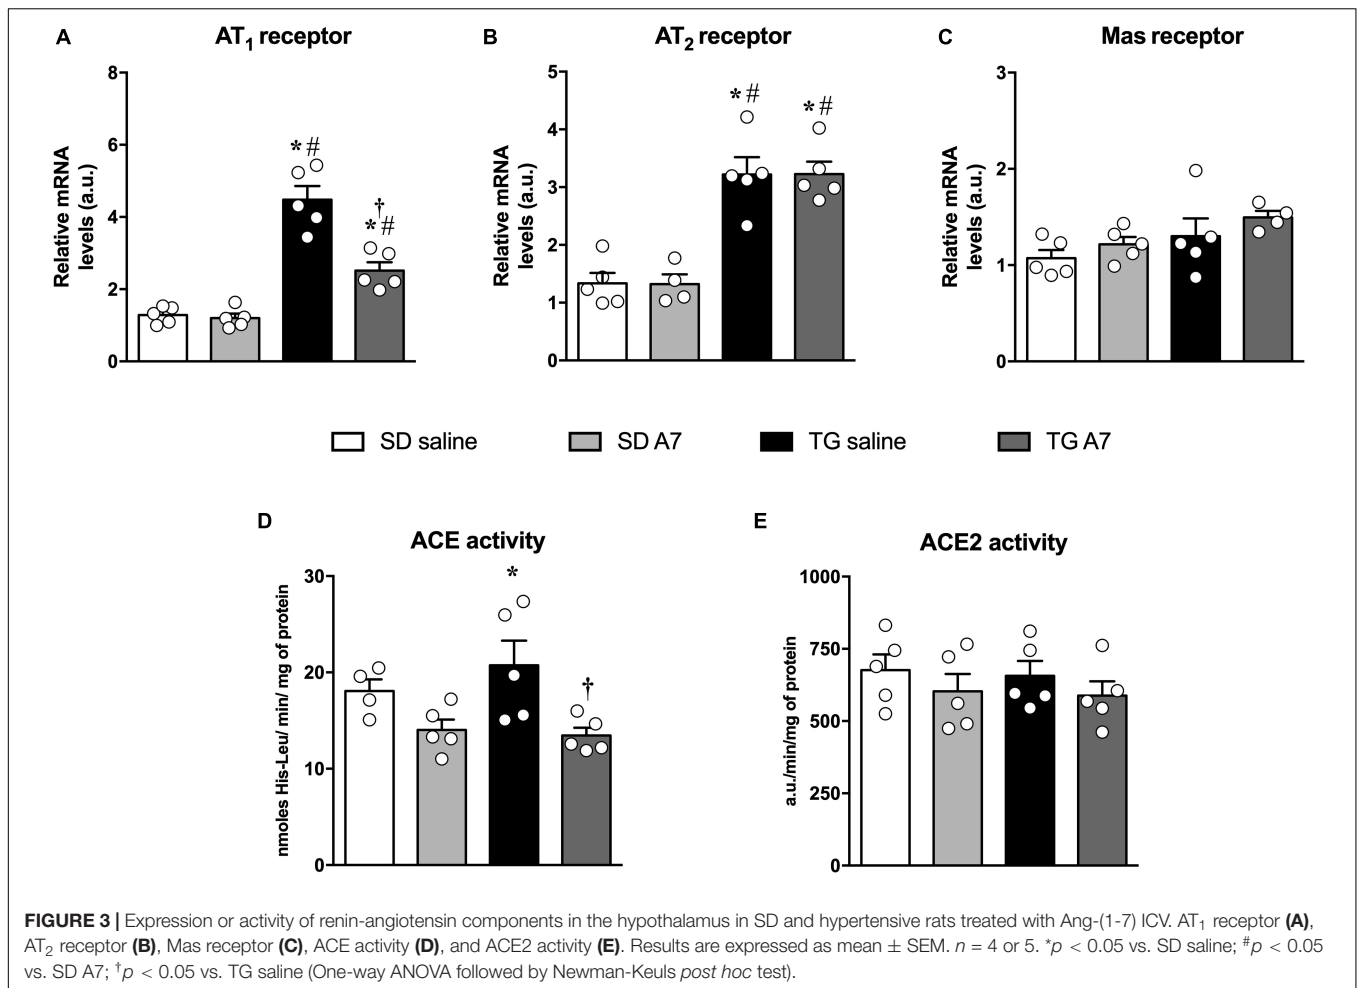 A
AT1 receptor
Relative mRNA
levels (a.u.)
8
6
4
2
0
*#
†
*#
B
AT2 receptor
Relative mRNA
levels (a.u.)
5
4
3
2
1
0
*#
*#
C
Mas receptor
Relative mRNA
levels (a.u.)
3
2
1
0
SD saline
SD A7
TG saline
TG A7
D
ACE activity
nmoles His-Leu/ min/ mg of protein
30
20
10
0
*
†
E
ACE2 activity
a.u./min/mg of protein
1000
750
500
250
0
FIGURE 3 | Expression or activity of renin-angiotensin components in the hypothalamus in SD and hypertensive rats treated with Ang-(1-7) ICV. AT1 receptor (A),
AT2 receptor (B), Mas receptor (C), ACE activity (D), and ACE2 activity (E). Results are expressed as mean ± SEM. n = 4 or 5. *p < 0.05 vs. SD saline; #p < 0.05
vs. SD A7; †p < 0.05 vs. TG saline (One-way ANOVA followed by Newman-Keuls post hoc test).